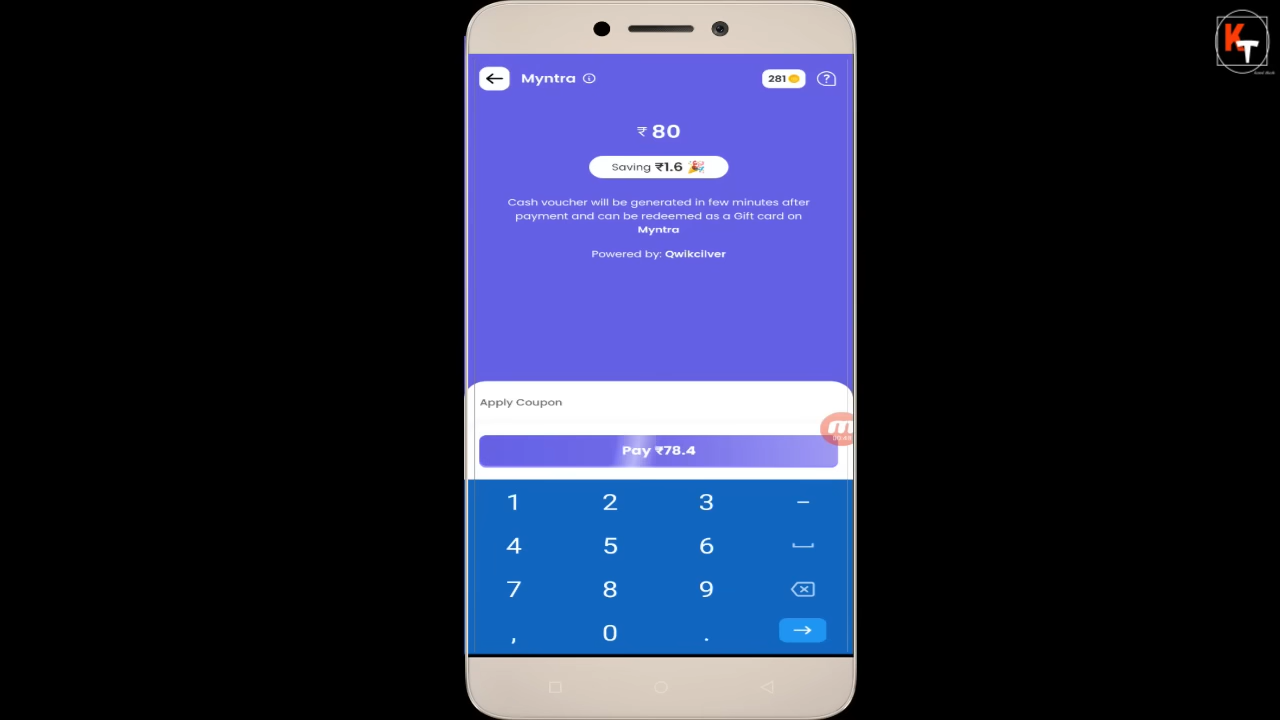 KT
Myntra
281
₹ 80
Saving ₹1.6
Cash voucher will be generated in few minutes after
payment and can be redeemed as a Gift card on
Myntra
Powered by: Qwikcilver
Apply Coupon
Pay ₹78.4
1 2 3 –
4 5 6
7 8 9
, 0 .